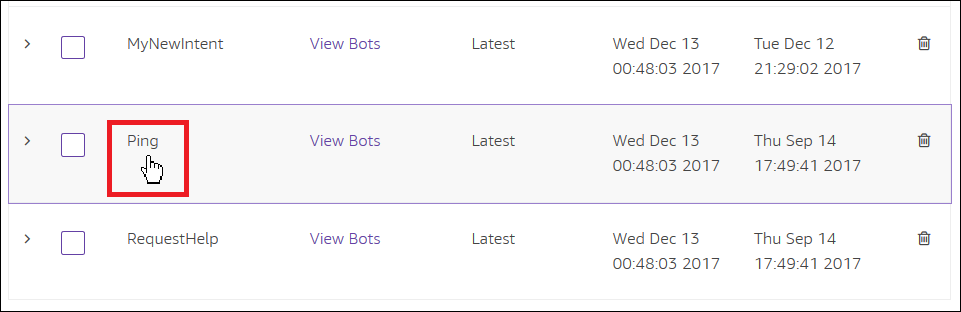 MyNewIntent View Bots Latest Wed Dec 13 Tue Dec 12
00:48:03 2017 21:29:02 2017
Ping View Bots Latest Wed Dec 13 Thu Sep 14
00:48:03 2017 17:49:41 2017
RequestHelp View Bots Latest Wed Dec 13 Thu Sep 14
00:48:03 2017 17:49:41 2017